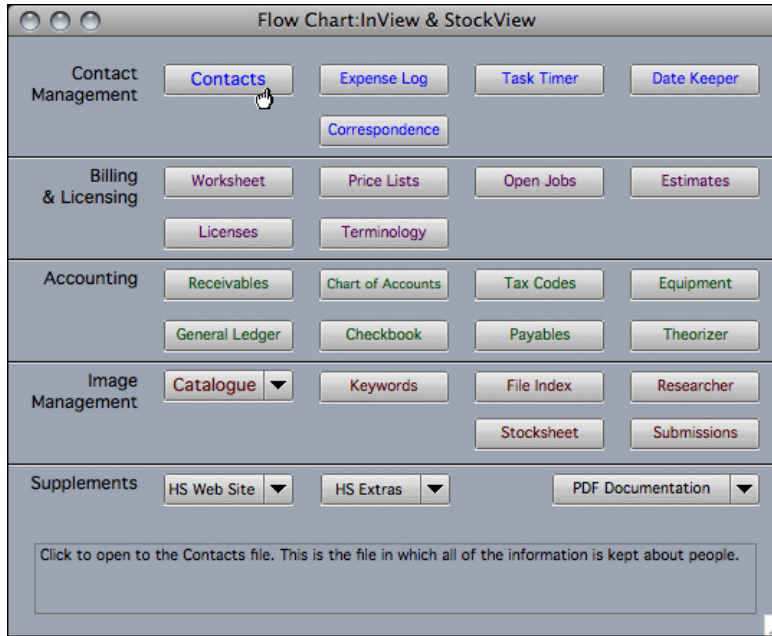 Flow Chart:InView & StockView
Contact Management
Contacts
Expense Log
Task Timer
Date Keeper
Correspondence
Billing & Licensing
Worksheet
Price Lists
Open Jobs
Estimates
Licenses
Terminology
Accounting
Receivables
Chart of Accounts
Tax Codes
Equipment
General Ledger
Checkbook
Payables
Theorizer
Image Management
Catalogue
Keywords
File Index
Researcher
Stocksheet
Submissions
Supplements
HS Web Site
HS Extras
PDF Documentation
Click to open to the Contacts file. This is the file in which all of the information is kept about people.